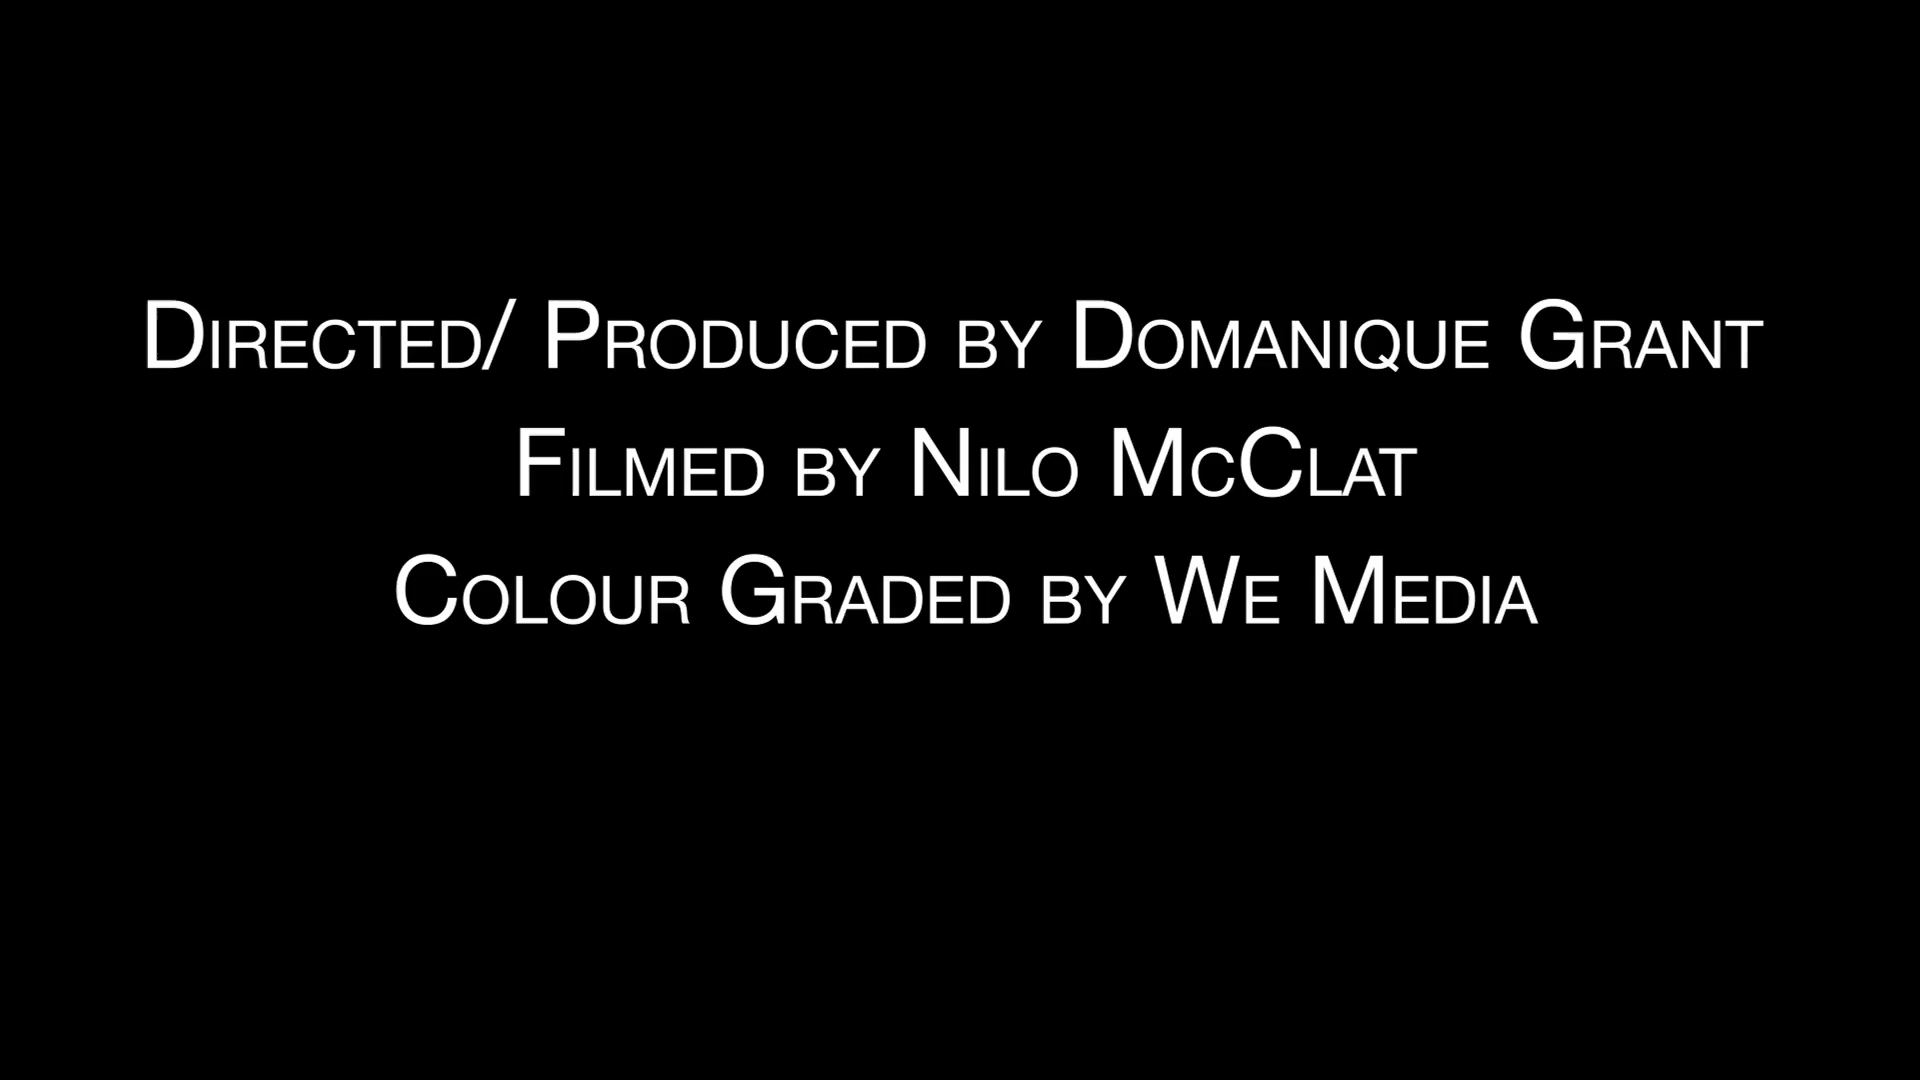 Directed/ Produced by Domanique Grant
Filmed by Nilo McClat
Colour Graded by We Media